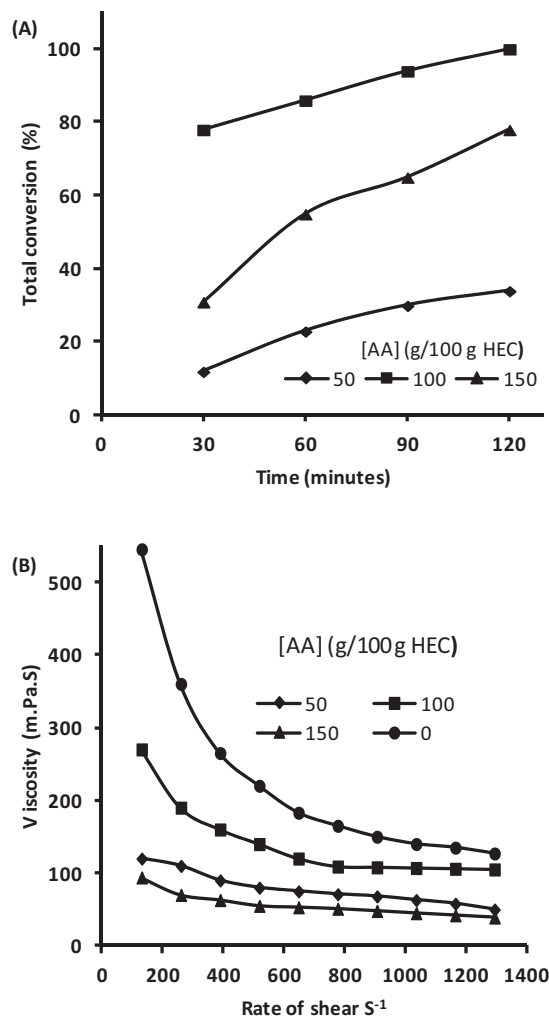 (A)
100
80
60
40
20
0
Total conversion (%)
[AA] (g/100 g HEC)
50 100 150
0 30 60 90 120
Time (minutes)
(B)
500
400
300
200
100
0
V iscosity (m.Pa.S)
[AA] (g/100g HEC)
50 100
150 0
0 200 400 600 800 1000 1200 1400
Rate of shear S-1